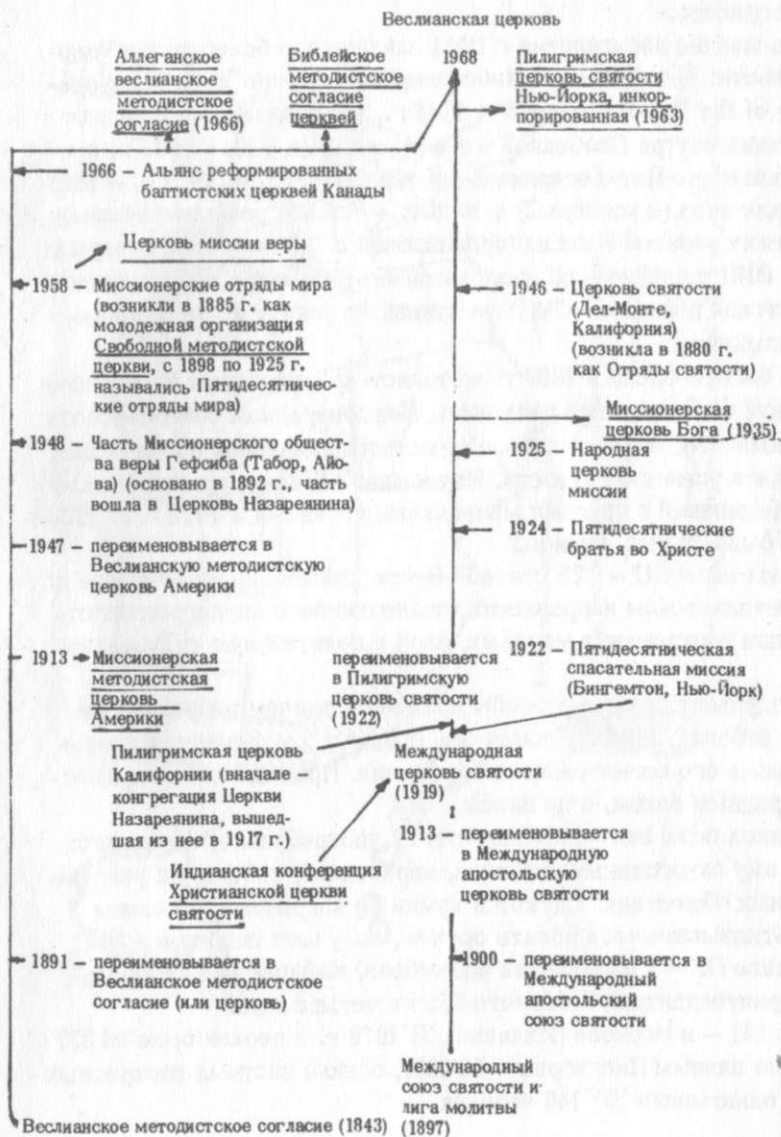 Веслианская церковь
Аллеганское
веслианское
методистское
согласие (1966)
Библейское
методистское
согласие
церквей
1968
Пилигримская
церковь святости
Нью-Йорка, инкор-
порированная (1963)
1966 – Альянс реформированных
баптистских церквей Канады
Церковь миссии веры
1958 – Миссионерские отряды мира
(возникли в 1885 г. как
молодежная организация
Свободной методистской
церкви, с 1898 по 1925 г.
назывались Пятидесятничес-
кие отряды мира)
1946 – Церковь святости
(Дел-Монте,
Калифорния)
(возникла в 1880 г.
как Отряды святости)
Миссионерская
церковь Бога (1935)
1948 – Часть Миссионерского общест-
ва веры Гефсиба (Табор, Айо-
ва) (основано в 1892 г., часть
вошла в Церковь Назареянина)
1925 – Народная
церковь
миссии
1924 – Пятидесятнические
братья во Христе
1947 – переименовывается в
Веслианскую методистскую
церковь Америки
1922 – Пятидесятническая
спасательная миссия
(Бингемтон, Нью-Йорк)
1913 Миссионерская
методистская
церковь
Америки
переименовывается
в Пилигримскую
церковь святости
(1922)
Пилигримская церковь
Калифорнии (вначале –
конгрегация Церкви
Назареянина, вышед-
шая из нее в 1917 г.)
Международная
церковь святости
(1919)
1913 – переименовывается
в Международную
апостольскую
церковь святости
Индианская конференция
Христианской церкви
святости
1891 – переименовывается в
Веслианское методистское
согласие (или церковь)
1900 – переименовывается в
Международный
апостольский
союз святости
Международный
союз святости и
лига молитвы
(1897)
Веслианское методистское согласие (1843)